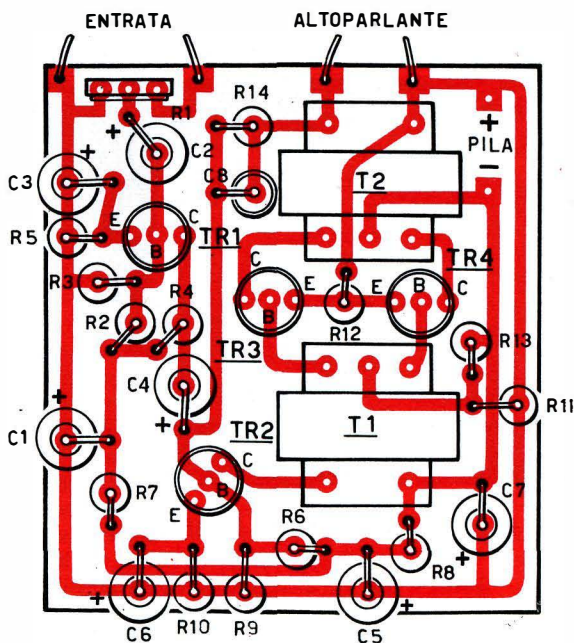 ENTRATA ALTOPARLANTE
R1
R14
+
C2
+
PILA
−
C3
+
C8
T2
R5
E
B
C
TR1
C
TR4
R3
E
E
B
C
B
R2
R4
R12
R13
TR3
C4
+
+
C1
TR2
T1
R11
C
R7
B
E
C7
R6
R8
+
+
C6
R10
R9
C5
+